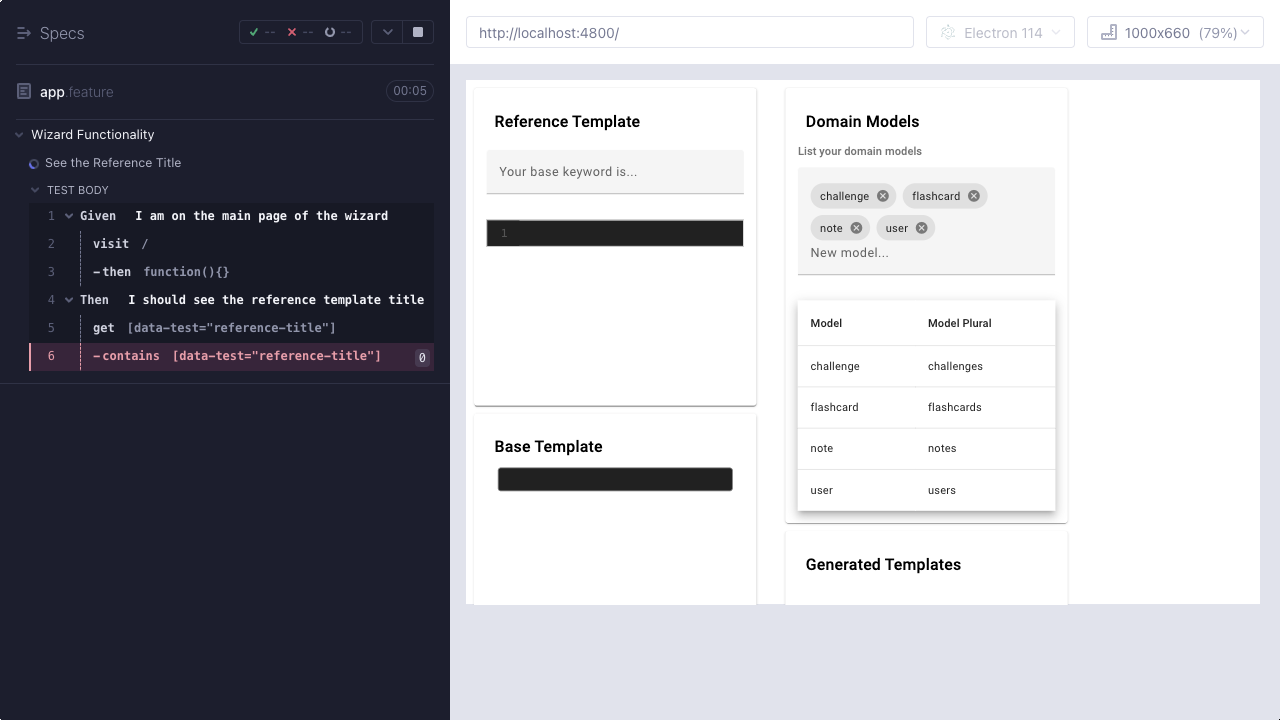 Specs
-- -- --
app.feature
00:05
Wizard Functionality
See the Reference Title
TEST BODY
1 Given I am on the main page of the wizard
2 visit /
3 -then function(){}
4 Then I should see the reference template title
5 get [data-test="reference-title"]
6 -contains [data-test="reference-title"] 0
http://localhost:4800/
Electron 114
1000x660 (79%)
Reference Template
Your base keyword is...
1
Base Template
Domain Models
List your domain models
challenge flashcard
note user
New model...
Model Model Plural
challenge challenges
flashcard flashcards
note notes
user users
Generated Templates